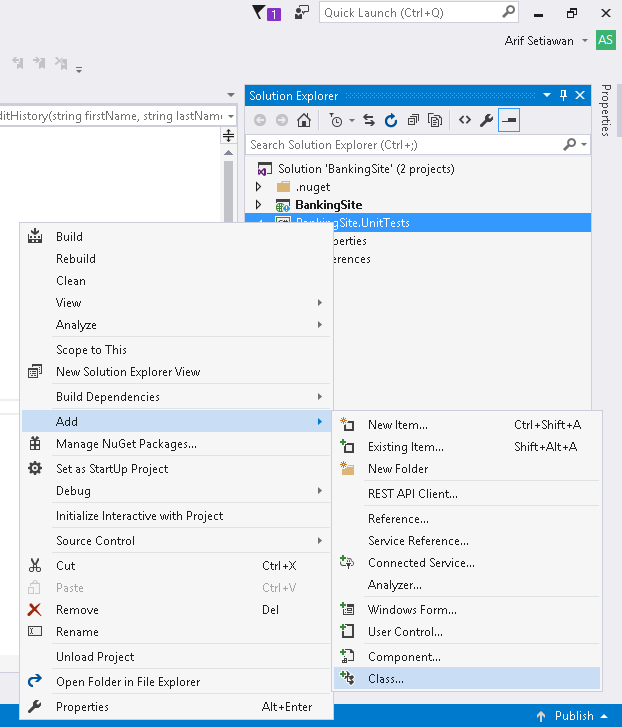 1
Quick Launch (Ctrl+Q)
Arif Setiawan
AS
Solution Explorer
Properties
ditHistory(string firstName, string lastNam
Search Solution Explorer (Ctrl+;)
Solution 'BankingSite' (2 projects)
.nuget
BankingSite
BankingSite.UnitTests
perties
erences
Build
Rebuild
Clean
View
Analyze
Scope to This
New Solution Explorer View
Build Dependencies
Add
Manage NuGet Packages...
Set as StartUp Project
Debug
Initialize Interactive with Project
Source Control
Cut Ctrl+X
Paste Ctrl+V
Remove Del
Rename
Unload Project
Open Folder in File Explorer
Properties Alt+Enter
New Item... Ctrl+Shift+A
Existing Item... Shift+Alt+A
New Folder
REST API Client...
Reference...
Service Reference...
Connected Service...
Analyzer...
Windows Form...
User Control...
Component...
Class...
Publish